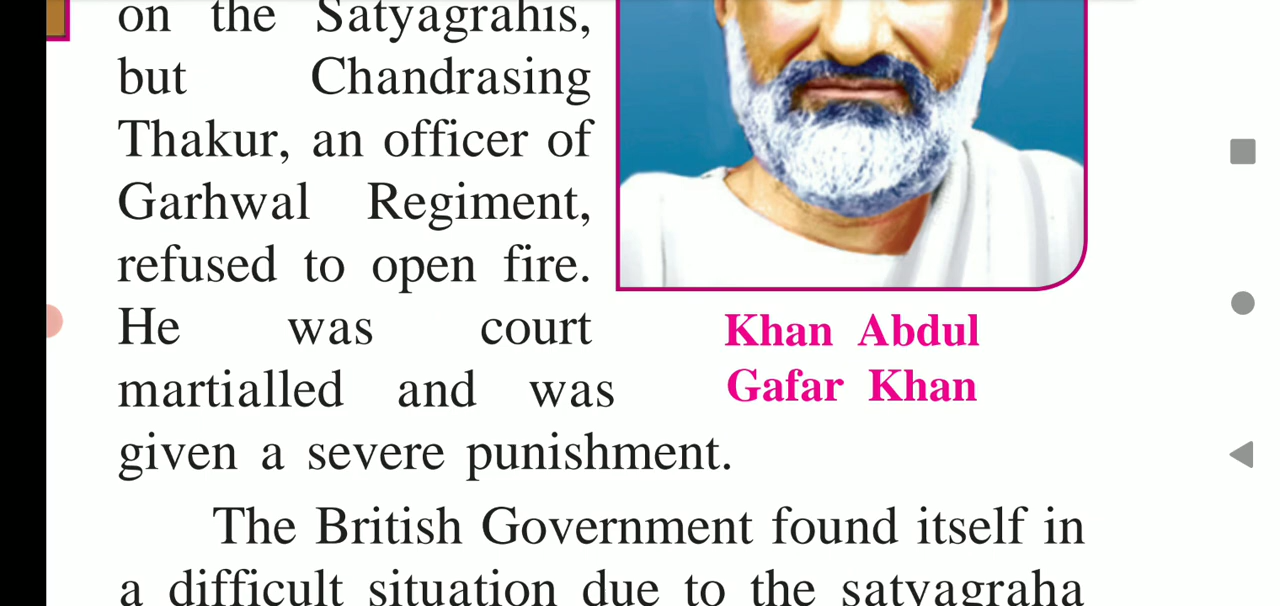 on the Satyagrahis,
but Chandrasing
Thakur, an officer of
Garhwal Regiment,
refused to open fire.
He was court
martialled and was
given a severe punishment.
Khan Abdul
Gafar Khan
The British Government found itself in
a difficult situation due to the satyagraha